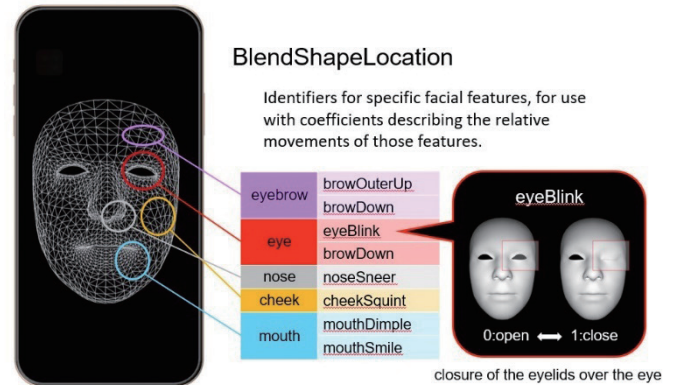 BlendShapeLocation
Identifiers for specific facial features, for use
with coefficients describing the relative
movements of those features.
eyebrow
browOuterUp
browDown
eye
eyeBlink
browDown
nose
noseSneer
cheek
cheekSquint
mouth
mouthDimple
mouthSmile
eyeBlink
0:open ⟷ 1:close
closure of the eyelids over the eye